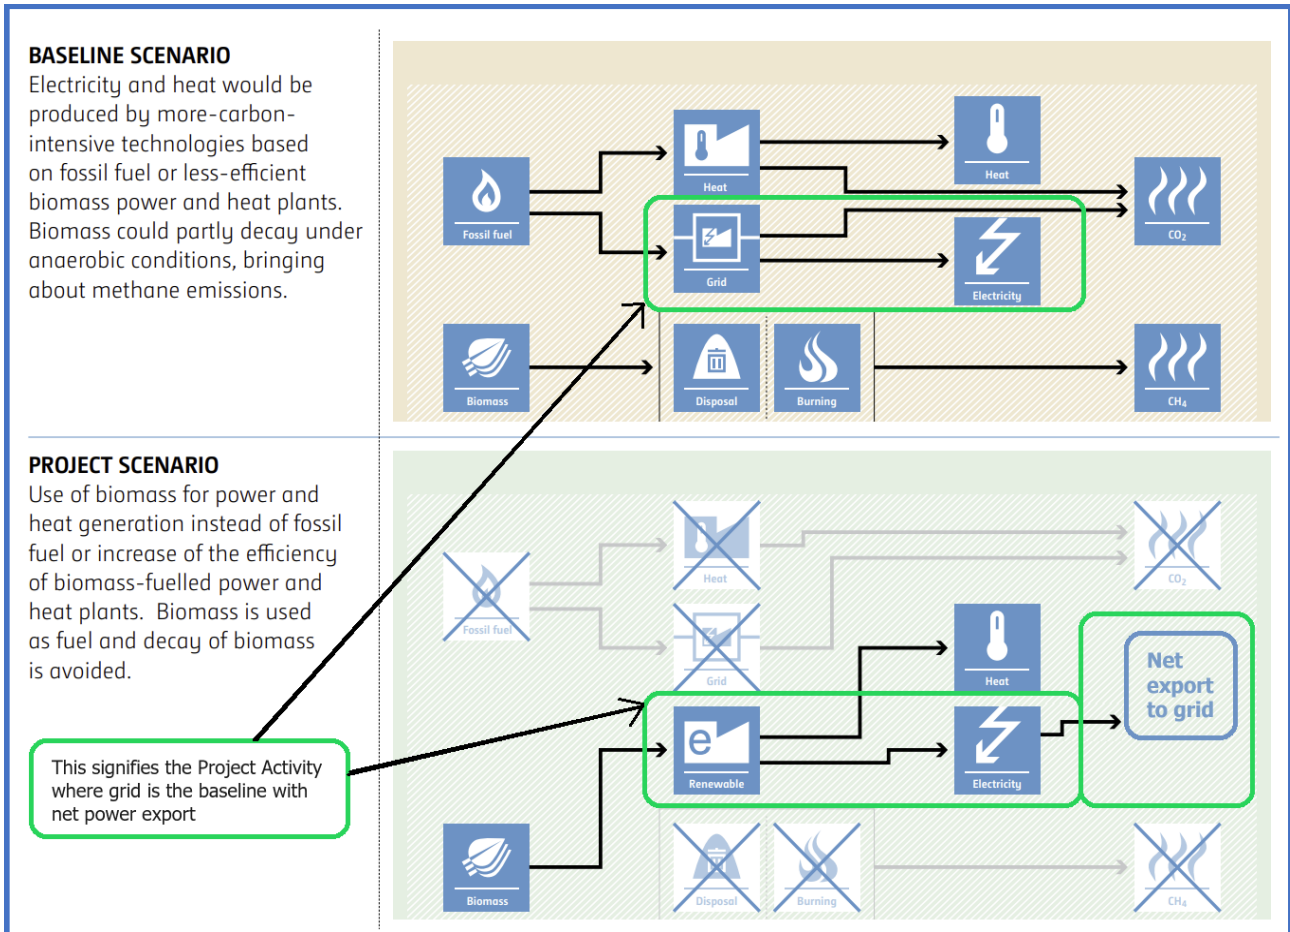 BASELINE SCENARIO
Electricity and heat would be
produced by more-carbon-
intensive technologies based
on fossil fuel or less-efficient
biomass power and heat plants.
Biomass could partly decay under
anaerobic conditions, bringing
about methane emissions.
Fossil fuel
Heat
Heat
CO₂
Grid
Electricity
Biomass
Disposal
Burning
CH₄
PROJECT SCENARIO
Use of biomass for power and
heat generation instead of fossil
fuel or increase of the efficiency
of biomass-fuelled power and
heat plants. Biomass is used
as fuel and decay of biomass
is avoided.
This signifies the Project Activity
where grid is the baseline with
net power export
Fossil fuel
Heat
CO₂
Grid
Heat
Net
export
to grid
e
Renewable
Electricity
Biomass
Disposal
Burning
CH₄